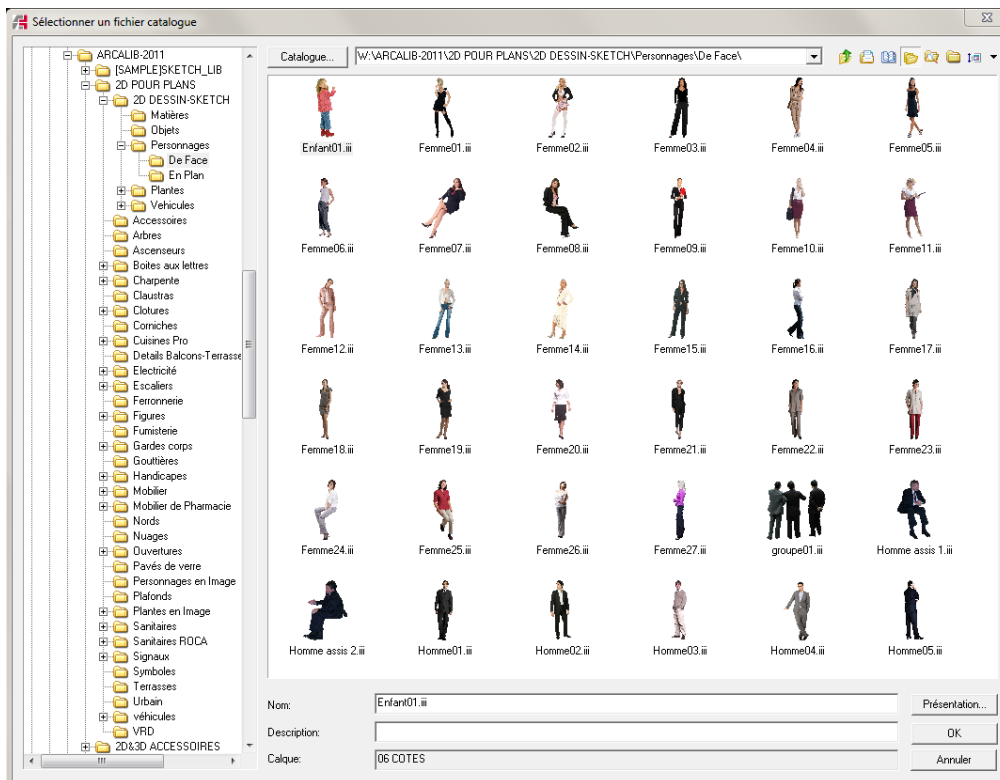 Sélectionner un fichier catalogue
ARCALIB-2011
[SAMPLE]SKETCH_LIB
2D POUR PLANS
2D DESSIN-SKETCH
Matières
Objets
Personnages
De Face
En Plan
Plantes
Vehicules
Accessoires
Arbres
Ascenseurs
Boites aux lettres
Charpente
Claustras
Clotures
Corniches
Cuisines Pro
Details Balcons-Terrasse
Electricité
Escaliers
Ferronnerie
Figures
Fumisterie
Gardes corps
Gouttières
Handicapes
Mobilier
Mobilier de Pharmacie
Nords
Nuages
Ouvertures
Pavés de verre
Personnages en Image
Plafonds
Plantes en Image
Sanitaires
Sanitaires ROCA
Signaux
Symboles
Terrasses
Urbain
véhicules
VRD
2D&3D ACCESSOIRES
Catalogue... W:\ARCALIB-2011\2D POUR PLANS\2D DESSIN-SKETCH\Personnages\De Face\
Enfant01.iii Femme01.iii Femme02.iii Femme03.iii Femme04.iii Femme05.iii
Femme06.iii Femme07.iii Femme08.iii Femme09.iii Femme10.iii Femme11.iii
Femme12.iii Femme13.iii Femme14.iii Femme15.iii Femme16.iii Femme17.iii
Femme18.iii Femme19.iii Femme20.iii Femme21.iii Femme22.iii Femme23.iii
Femme24.iii Femme25.iii Femme26.iii Femme27.iii groupe01.iii Homme assis 1.iii
Homme assis 2.iii Homme01.iii Homme02.iii Homme03.iii Homme04.iii Homme05.iii
Nom: Enfant01.iii Présentation...
Description: OK
Calque: 06 COTES Annuler